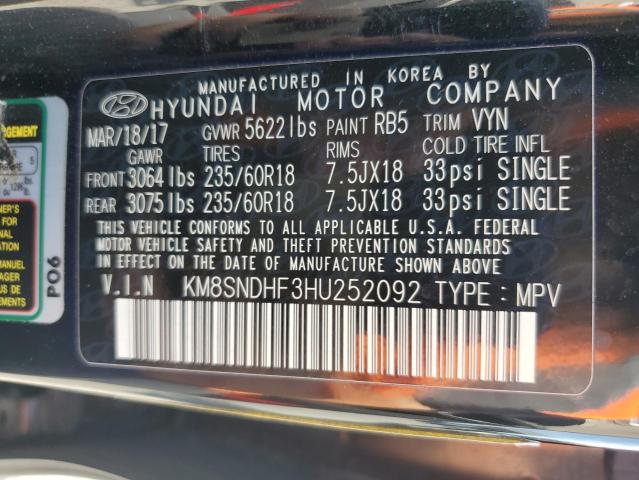 MANUFACTURED IN KOREA BY
HYUNDAI MOTOR COMPANY
MAR/18/17 GVWR 5622lbs PAINT RB5 TRIM VYN
GAWR TIRES RIMS COLD TIRE INFL
FRONT 3064lbs 235/60R18 7.5JX18 33psi SINGLE
REAR 3075lbs 235/60R18 7.5JX18 33psi SINGLE
THIS VEHICLE CONFORMS TO ALL APPLICABLE U.S.A. FEDERAL
MOTOR VEHICLE SAFETY AND THEFT PREVENTION STANDARDS
IN EFFECT ON THE DATE OF MANUFACTURE SHOWN ABOVE.
V.I.N KM8SNDHF3HU252092 TYPE : MPV
PO6